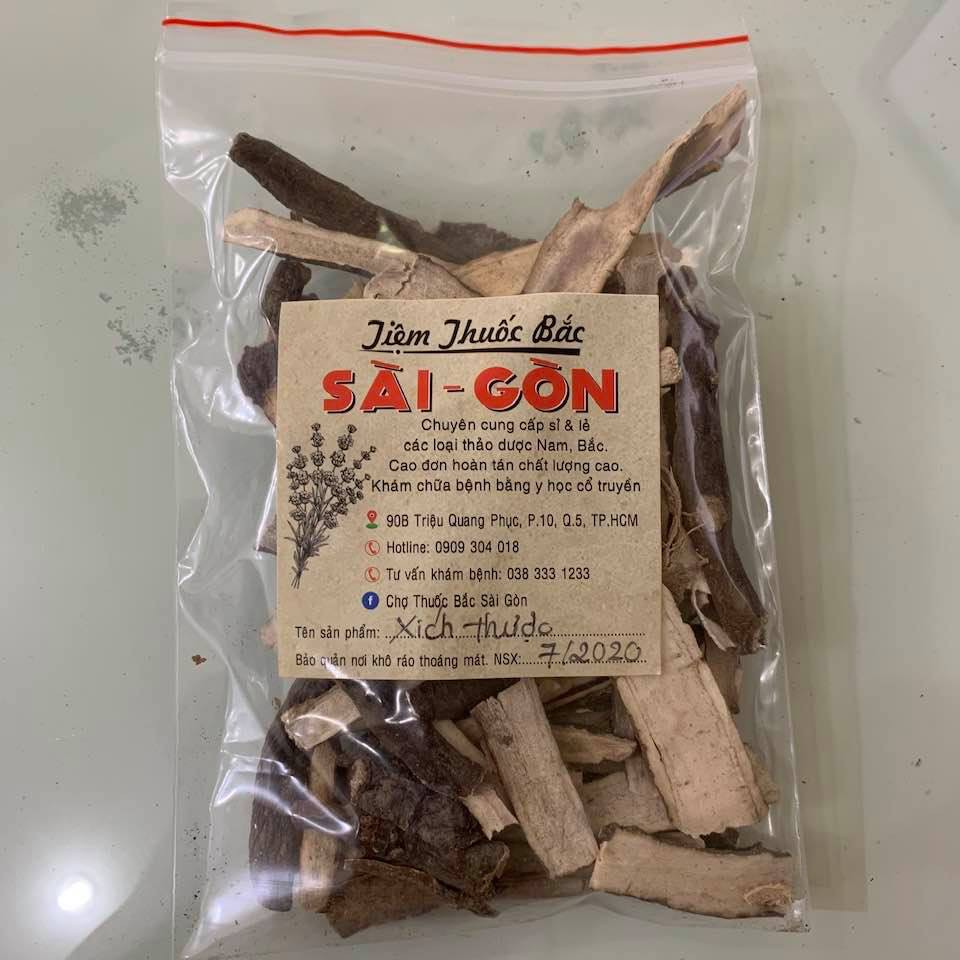 Tiệm Thuốc Bắc
SÀI-GÒN
Chuyên cung cấp sỉ & lẻ
các loại thảo dược Nam, Bắc.
Cao đơn hoàn tán chất lượng cao.
Khám chữa bệnh bằng y học cổ truyền
90B Triệu Quang Phục, P.10, Q.5, TP.HCM
Hotline: 0909 304 018
Tư vấn khám bệnh: 038 333 1233
f Chợ Thuốc Bắc Sài Gòn
Tên sản phẩm: Xích thược
Bảo quản nơi khô ráo thoáng mát. NSX: 7/2020